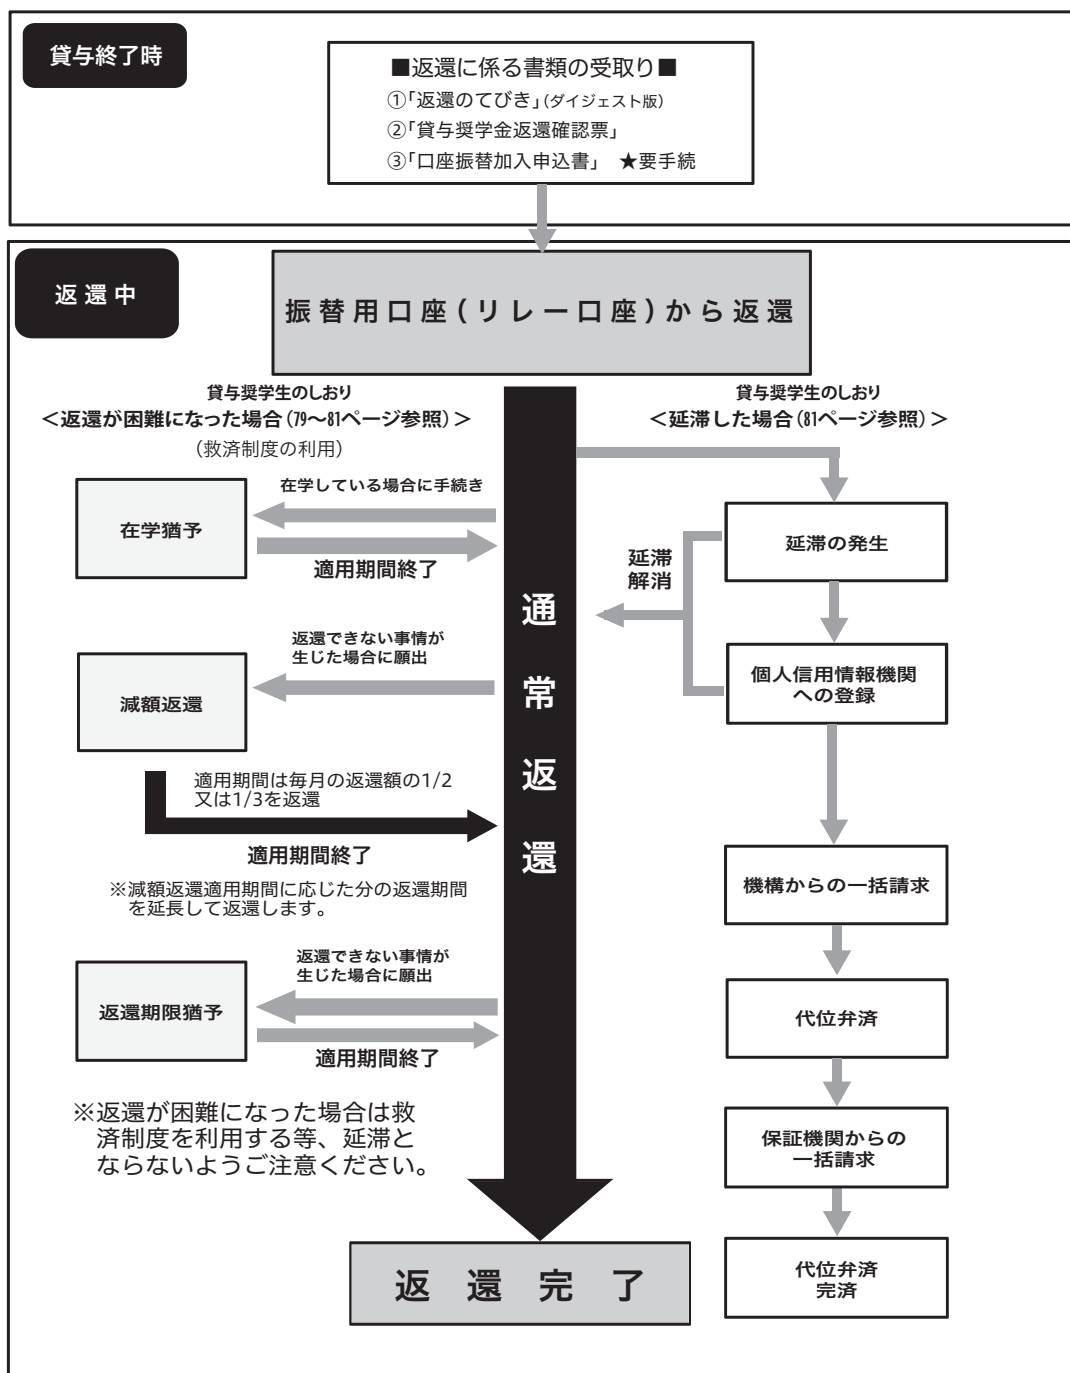 貸与終了時
■返還に係る書類の受取り■
①「返還のてびき」(ダイジェスト版)
②「貸与奨学金返還確認票」
③「口座振替加入申込書」 ★要手続
返還中
振替用口座(リレー口座)から返還
貸与奨学生のしおり
＜返還が困難になった場合(79〜81ページ参照)＞
(救済制度の利用)
在学している場合に手続き
在学猶予
適用期間終了
返還できない事情が
生じた場合に願出
減額返還
適用期間は毎月の返還額の1/2
又は1/3を返還
適用期間終了
※減額返還適用期間に応じた分の返還期間
を延長して返還します。
返還できない事情が
生じた場合に願出
返還期限猶予
適用期間終了
※返還が困難になった場合は救
済制度を利用する等、延滞と
ならないようご注意ください。
通常返還
貸与奨学生のしおり
＜延滞した場合(81ページ参照)＞
延滞の発生
延滞
解消
個人信用情報機関
への登録
機構からの一括請求
代位弁済
保証機関からの
一括請求
代位弁済
完済
返還完了